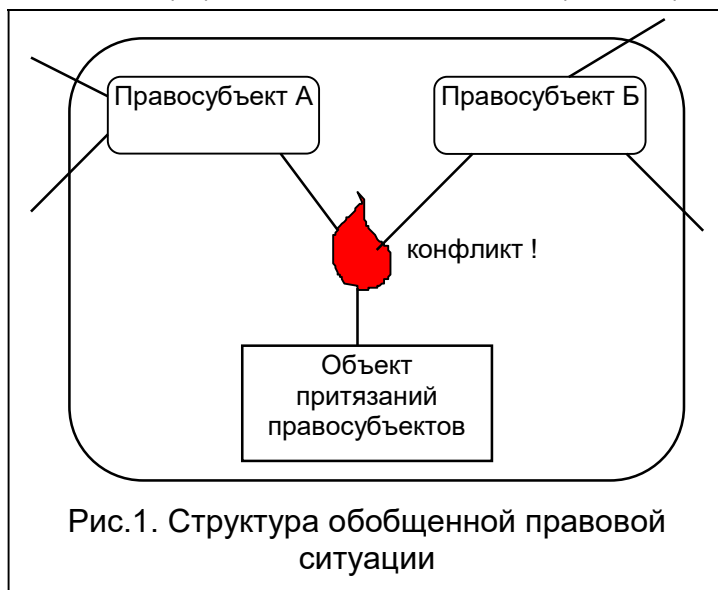 Правосубъект А
Правосубъект Б
конфликт !
Объект
притязаний
правосубъектов
Рис.1. Структура обобщенной правовой
ситуации